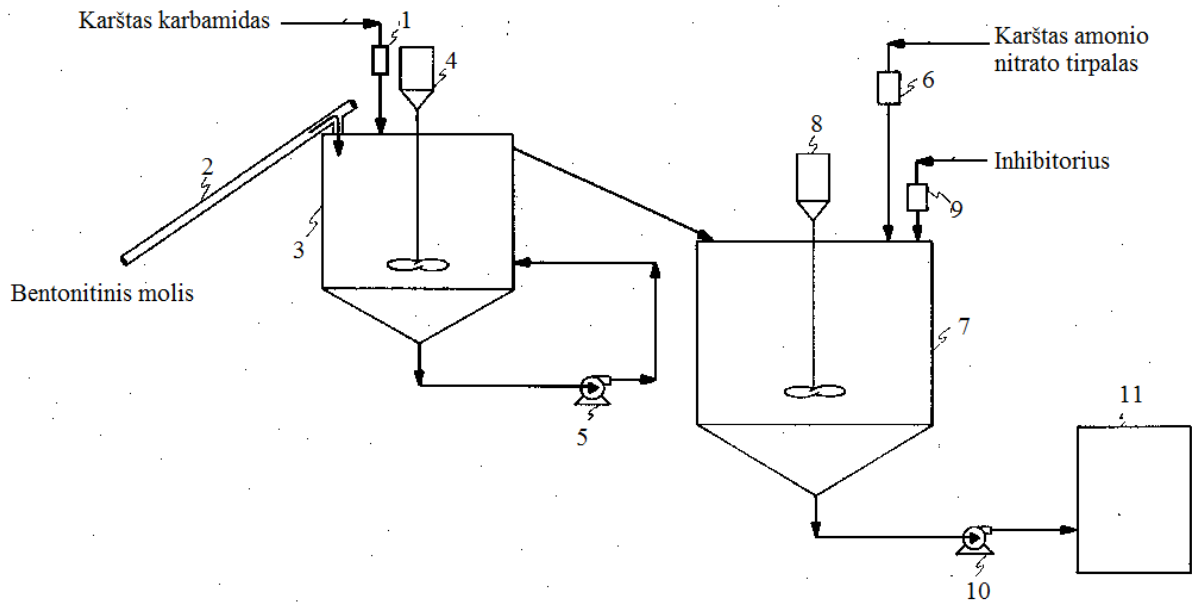 Karštas karbamidas
1
4
2
3
Bentonitinis molis
5
Karštas amonio
nitrato tirpalas
6
8
Inhibitorius
9
7
11
10